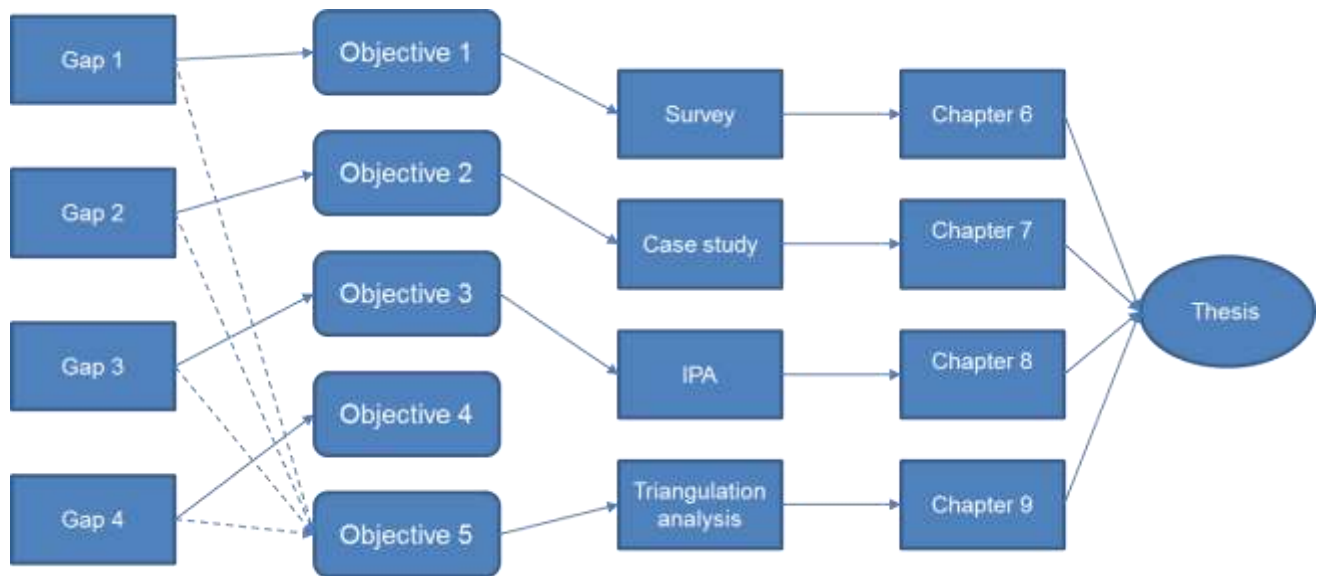 Gap 1
Gap 2
Gap 3
Gap 4
Objective 1
Objective 2
Objective 3
Objective 4
Objective 5
Survey
Case study
IPA
Triangulation
analysis
Chapter 6
Chapter 7
Chapter 8
Chapter 9
Thesis